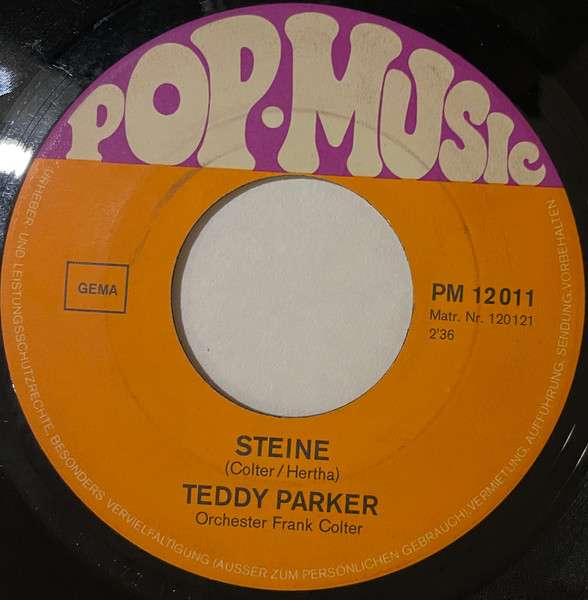 POP·MUSIC
GEMA
PM 12011
Matr. Nr. 120121
2'36
STEINE
(Colter/Hertha)
TEDDY PARKER
Orchester Frank Colter
URHEBER- UND LEISTUNGSSCHUTZRECHTE, BESONDERS VERVIELFÄLTIGUNG (AUSSER ZUM PERSÖNLICHEN GEBRAUCH), VERMIETUNG, AUFFÜHRUNG, SENDUNG, VORBEHALTEN